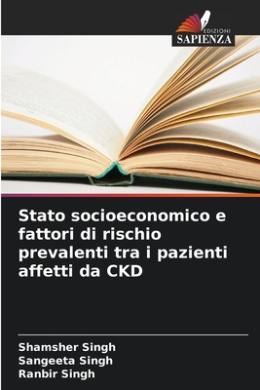 EDIZIONI
SAPIENZA
Stato socioeconomico e
fattori di rischio
prevalenti tra i pazienti
affetti da CKD
Shamsher Singh
Sangeeta Singh
Ranbir Singh